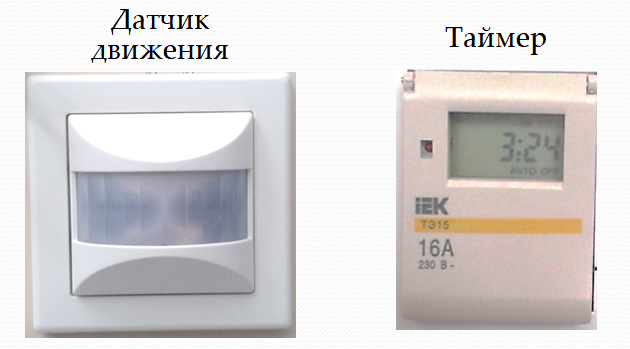 Датчик
движения
Таймер
3:24
AUTO OFF
IEK
ТЭ15
16A
230 В~